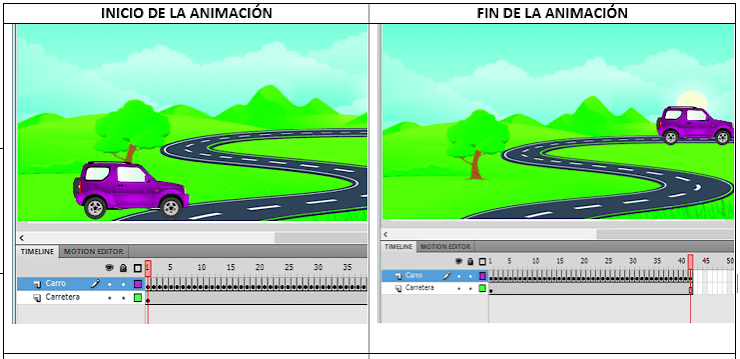 INICIO DE LA ANIMACIÓN
FIN DE LA ANIMACIÓN
TIMELINE MOTION EDITOR
1 5 10 15 20 25 30 35
Carro
Carretera
TIMELINE MOTION EDITOR
1 5 10 15 20 25 30 35 40 45 50
Carro
Carretera